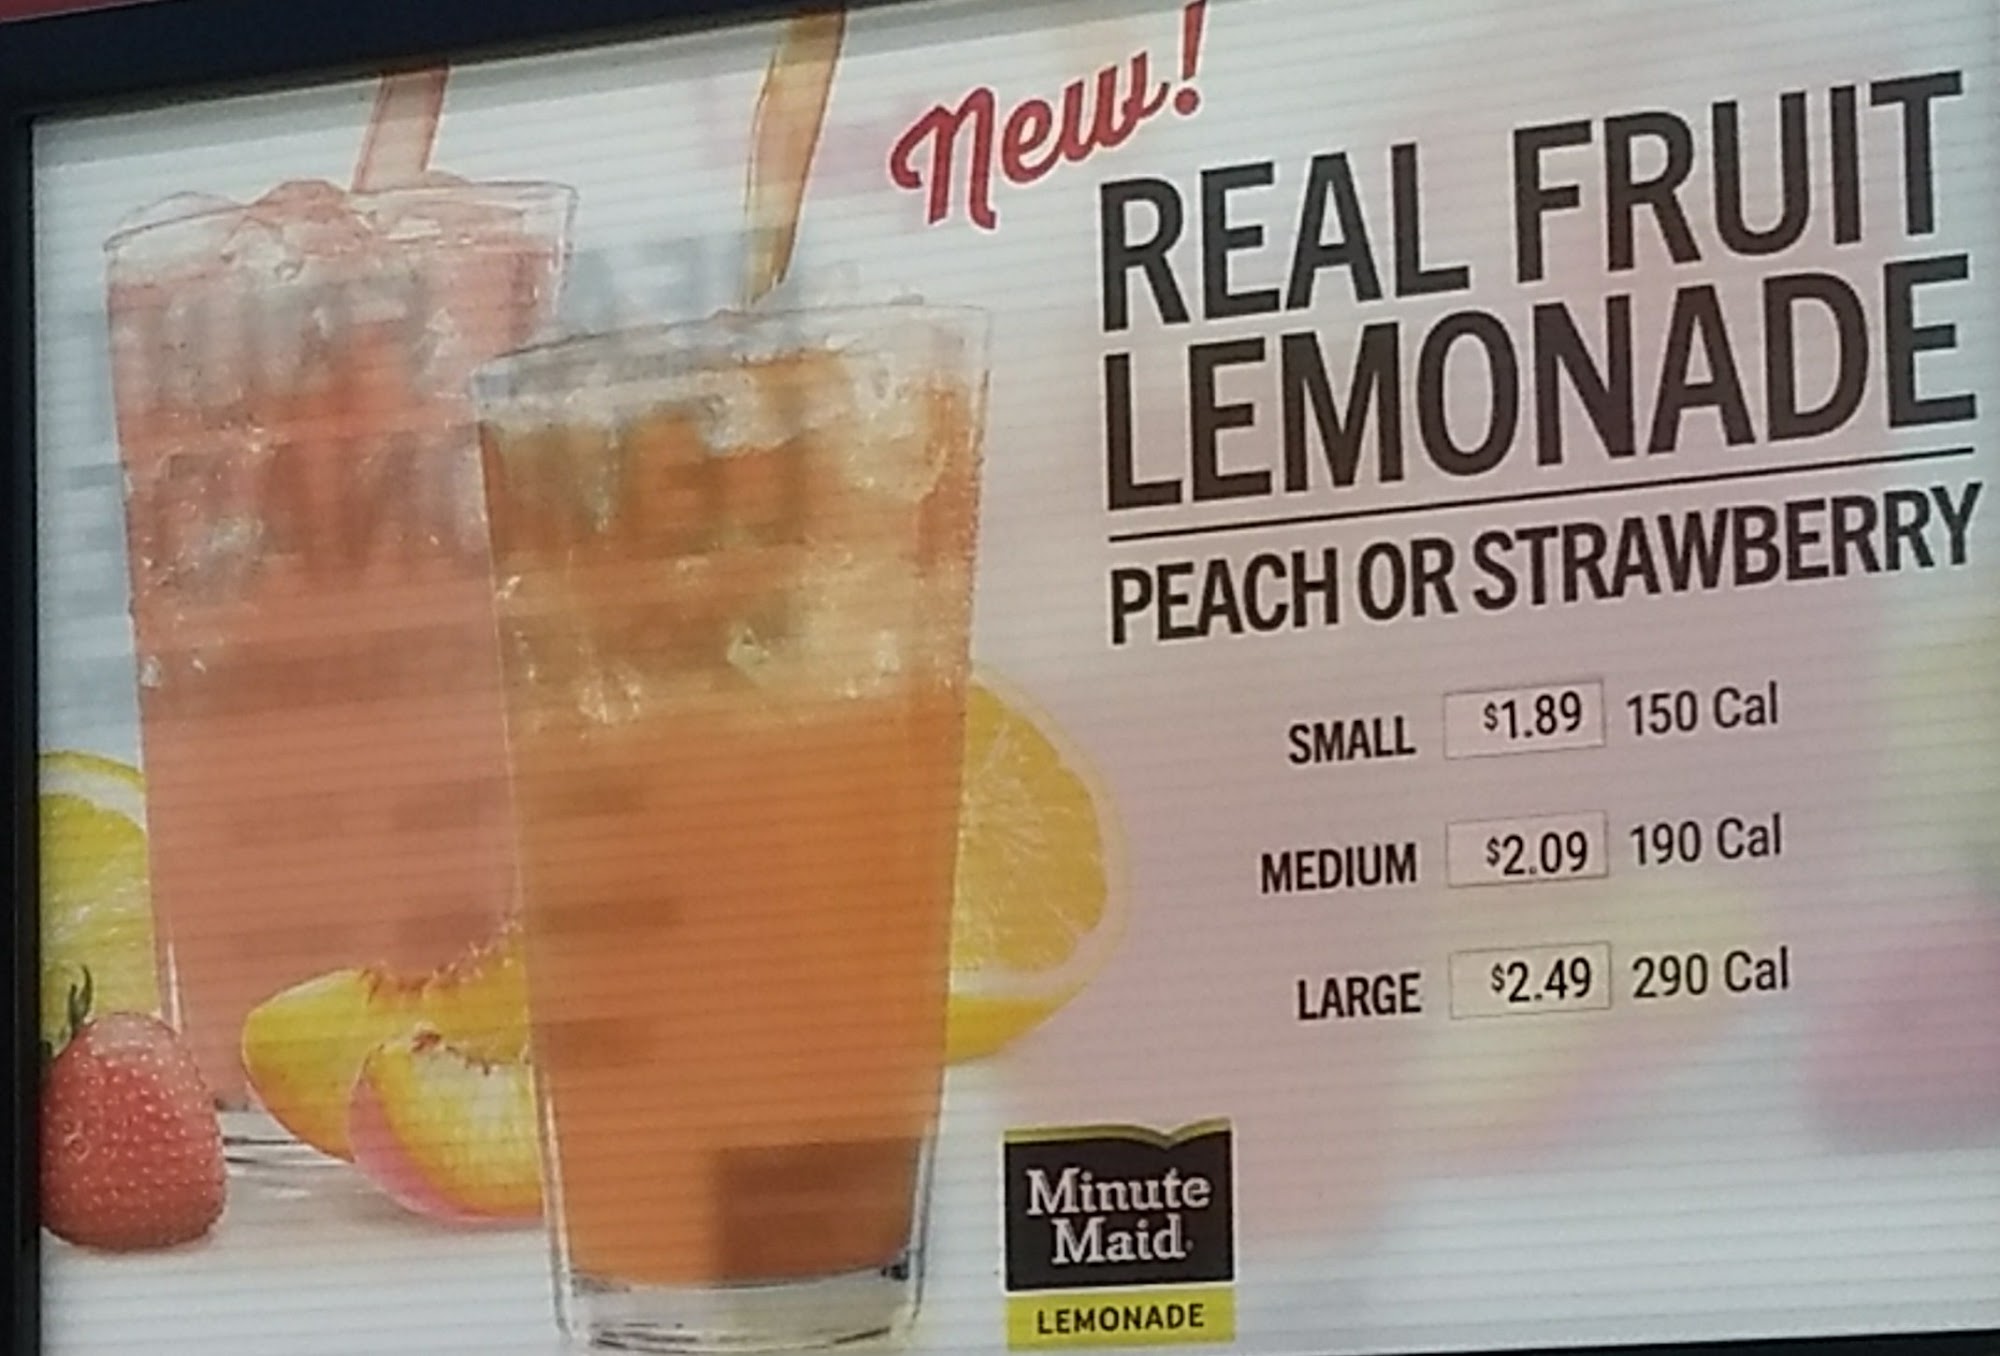 New!
REAL FRUIT
LEMONADE
PEACH OR STRAWBERRY
SMALL $1.89 150 Cal
MEDIUM $2.09 190 Cal
LARGE $2.49 290 Cal
Minute
Maid
LEMONADE